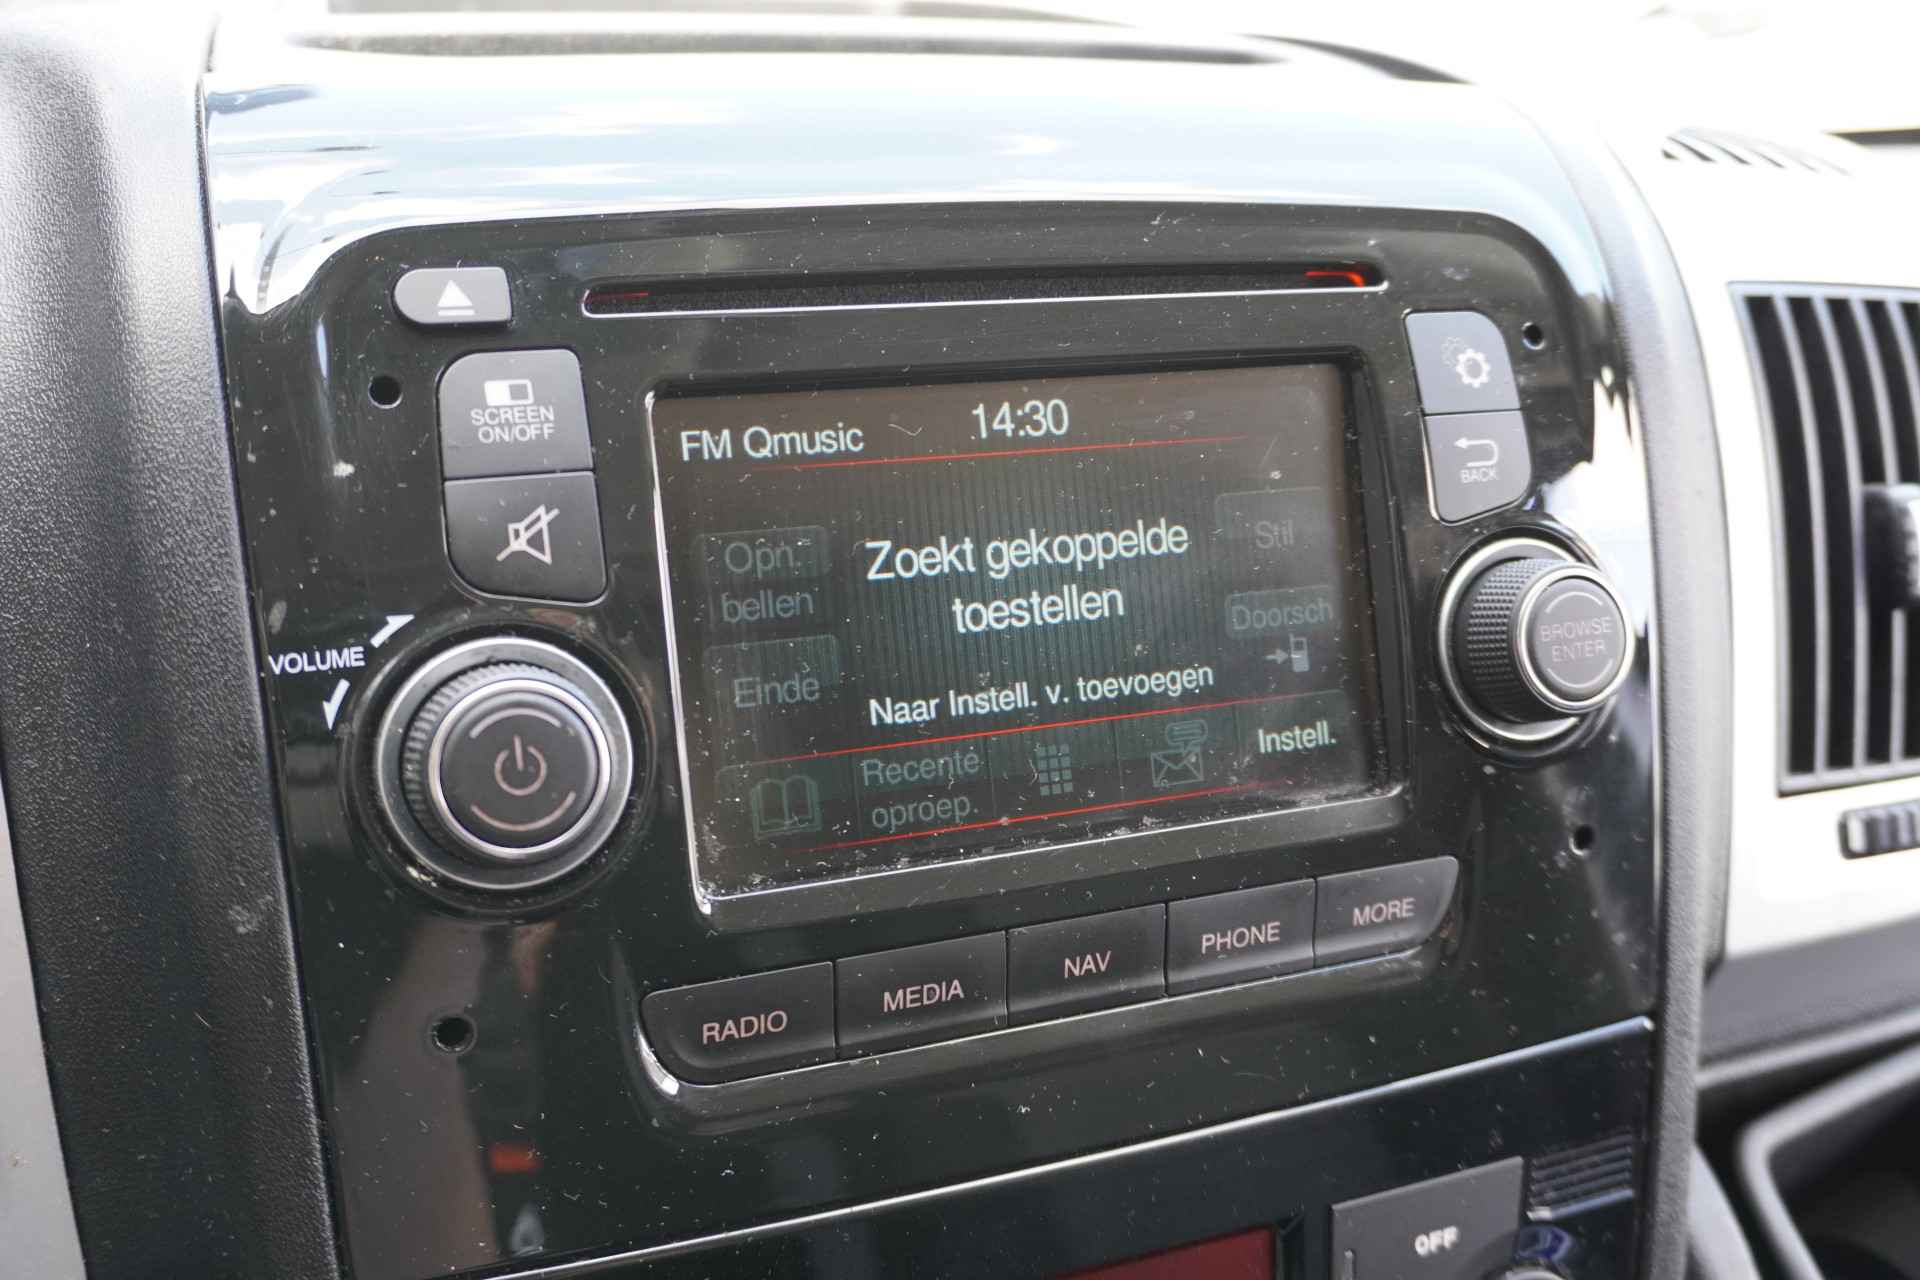 SCREEN
ON/OFF
VOLUME
FM Qmusic
14:30
Opn.
bellen
Zoekt gekoppelde
toestellen
Stil
Doorsch
Einde
Naar Instell. v. toevoegen
Recente
oproep.
Instell.
BACK
BROWSE
ENTER
RADIO
MEDIA
NAV
PHONE
MORE
OFF